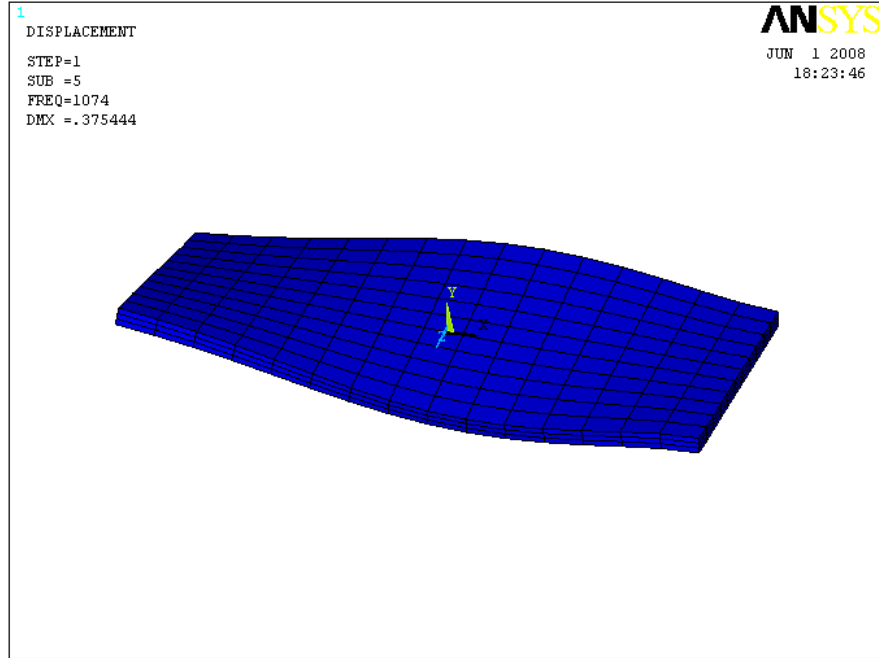 1
DISPLACEMENT
STEP=1
SUB =5
FREQ=1074
DMX =.375444
ANSYS
JUN  1 2008
18:23:46
Y
X
Z